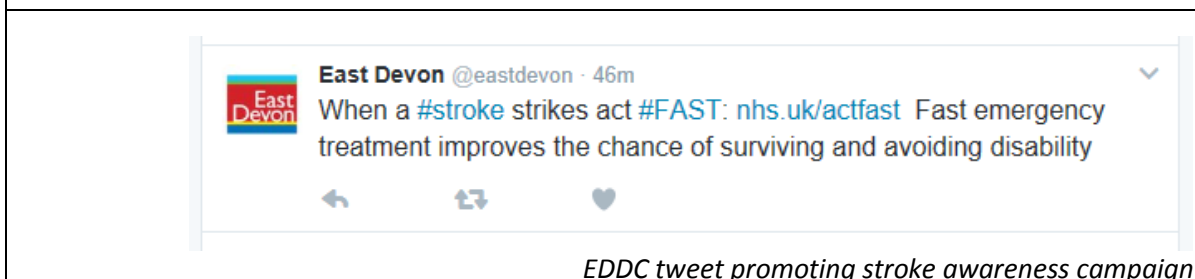 East Devon @eastdevon · 46m
East
Devon
When a #stroke strikes act #FAST: nhs.uk/actfast Fast emergency
treatment improves the chance of surviving and avoiding disability
EDDC tweet promoting stroke awareness campaign